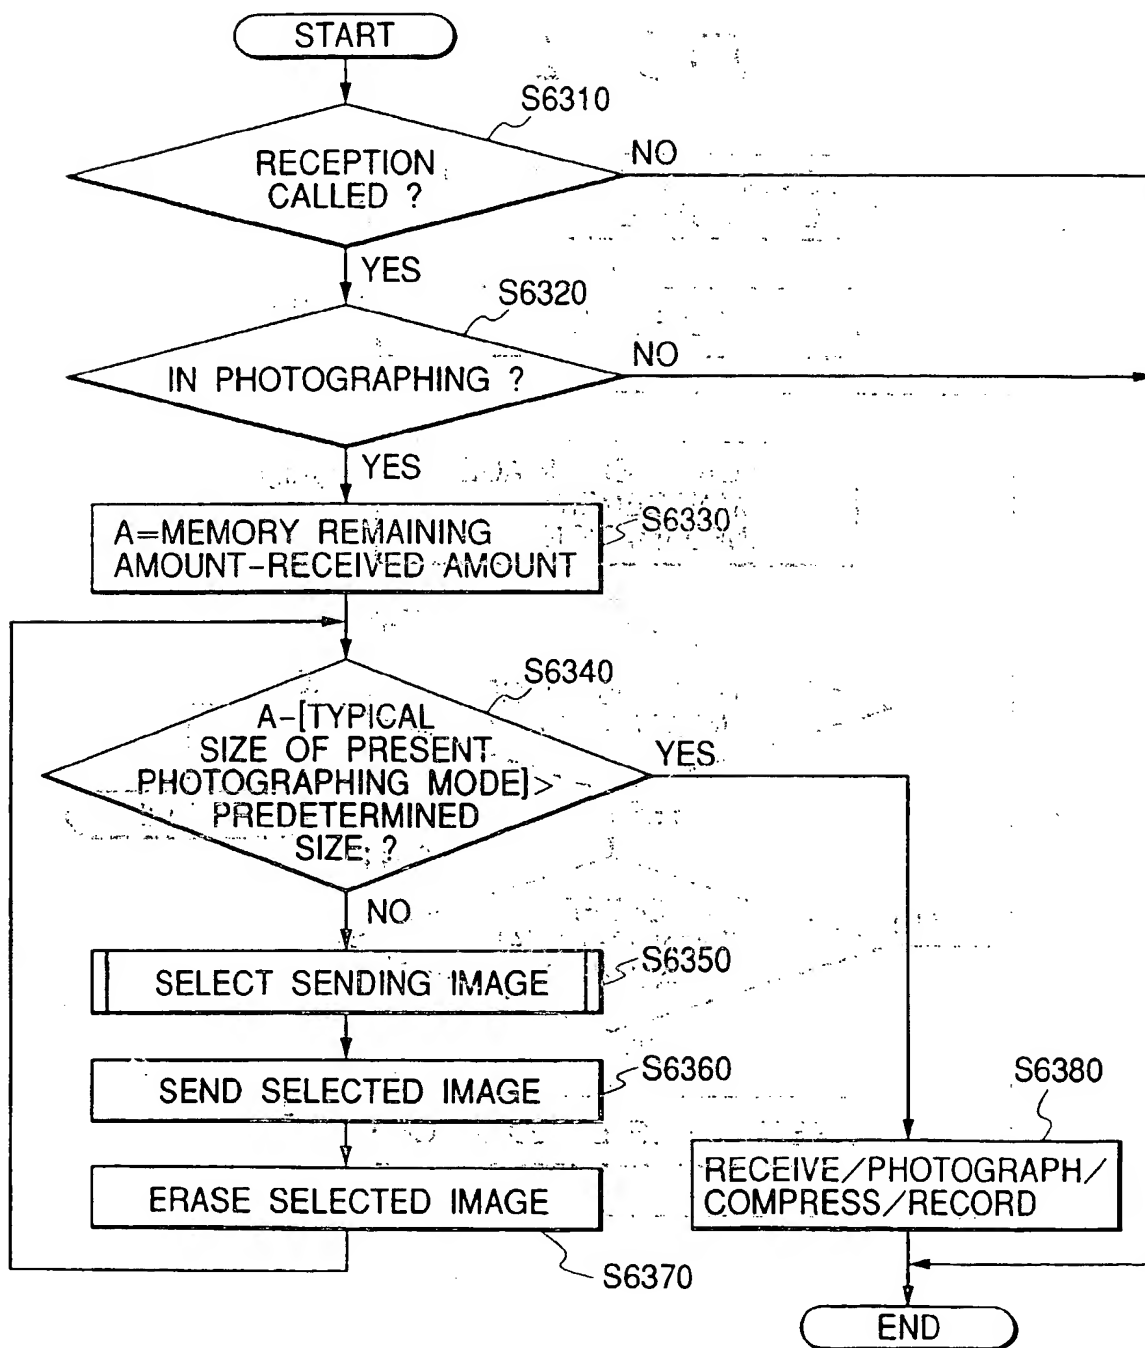 START
S6310
RECEPTION
CALLED ?
NO
YES
S6320
IN PHOTOGRAPHING ?
NO
YES
S6330
A=MEMORY REMAINING
AMOUNT-RECEIVED AMOUNT
S6340
A-[TYPICAL
SIZE OF PRESENT
PHOTOGRAPHING MODE]>
PREDETERMINED
SIZE ?
YES
NO
S6350
SELECT SENDING IMAGE
S6360
SEND SELECTED IMAGE
S6380
RECEIVE/PHOTOGRAPH/
COMPRESS/RECORD
ERASE SELECTED IMAGE
S6370
END